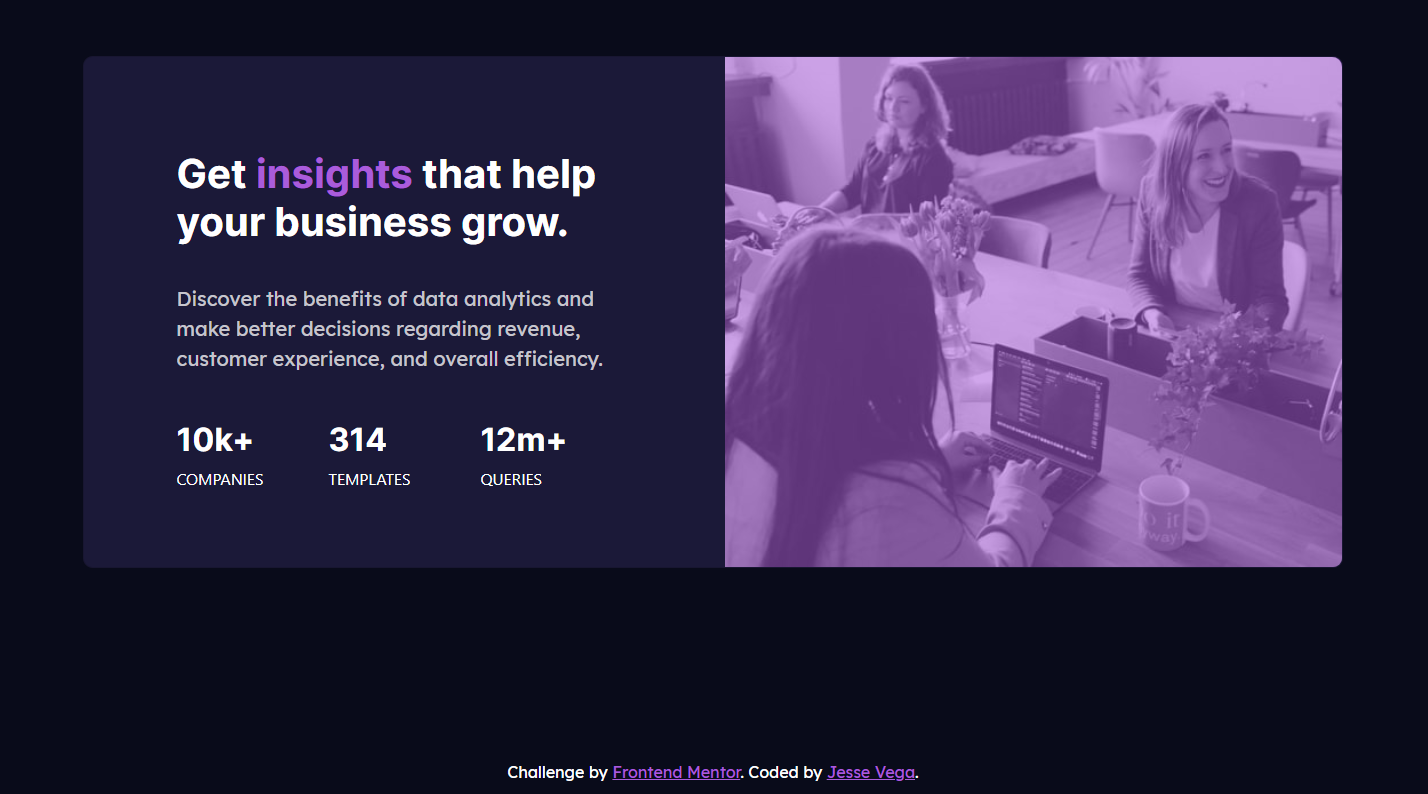 Get insights that help
your business grow.
Discover the benefits of data analytics and
make better decisions regarding revenue,
customer experience, and overall efficiency.
10k+ 314 12m+
COMPANIES TEMPLATES QUERIES
it
Challenge by Frontend Mentor. Coded by Jesse Vega.